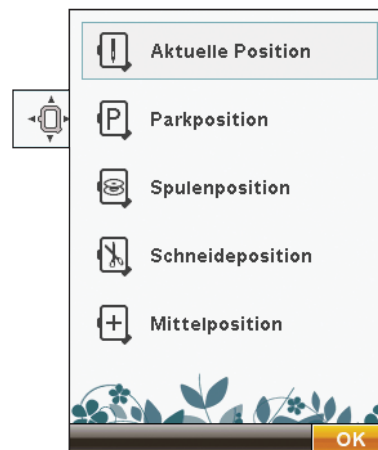 Aktuelle Position
P Parkposition
Spulenposition
Schneideposition
Mittelposition
OK